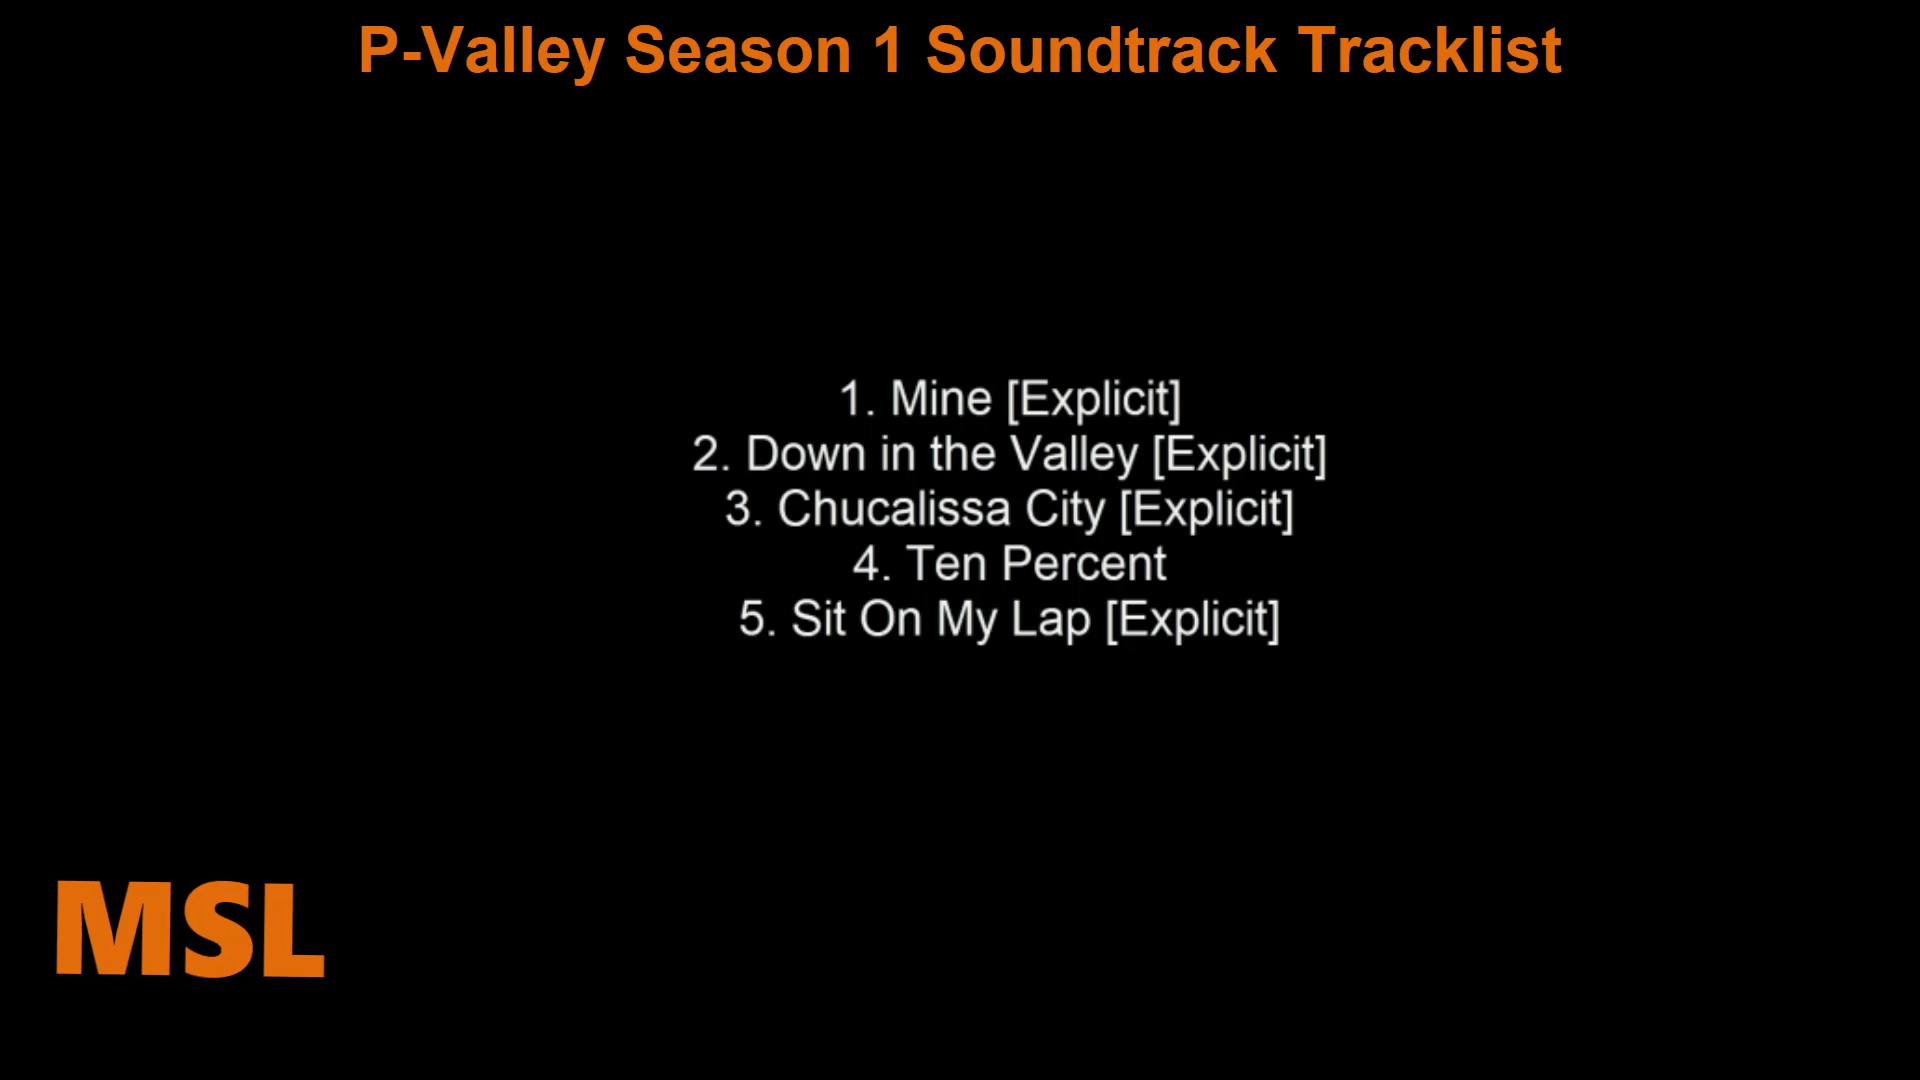 P-Valley Season 1 Soundtrack Tracklist
1. Mine [Explicit]
2. Down in the Valley [Explicit]
3. Chucalissa City [Explicit]
4. Ten Percent
5. Sit On My Lap [Explicit]
MSL